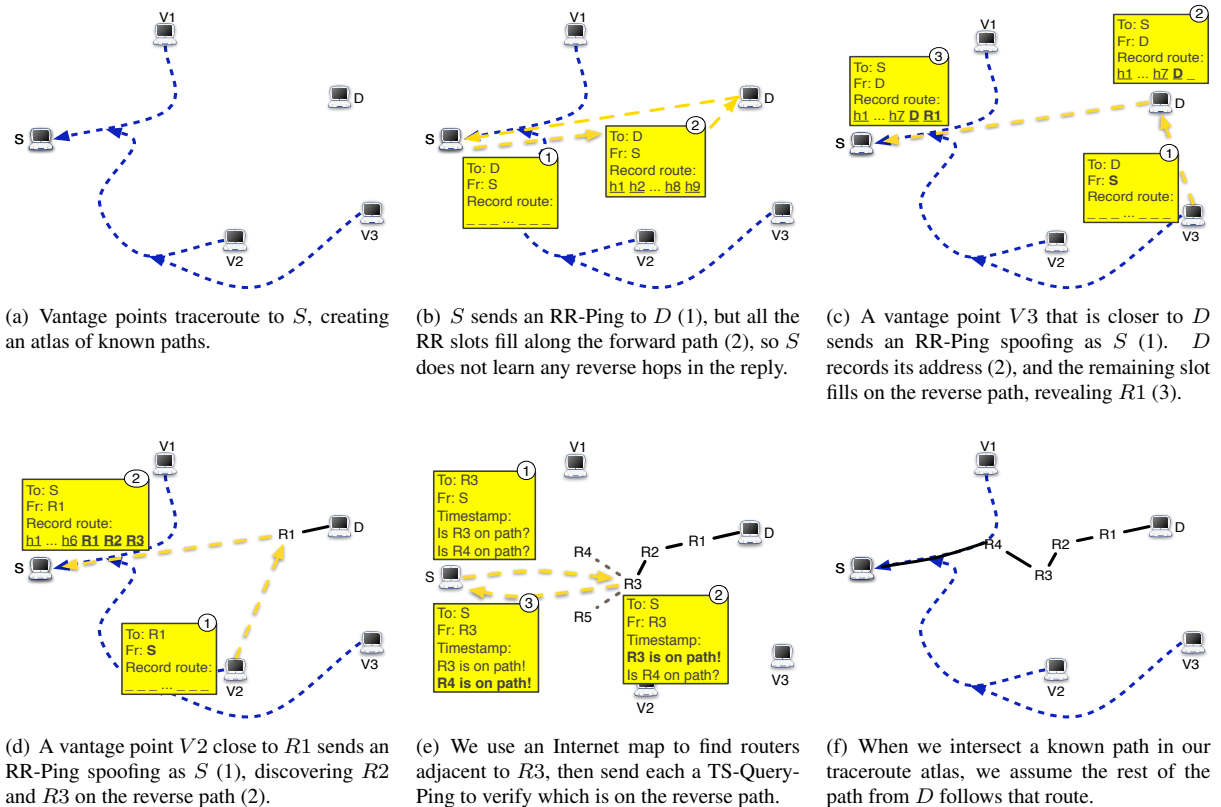 V1
D
S
V2
V3
V1
D
S
1
To: D
Fr: S
Record route:
_ _ _ ... _ _ _
2
To: D
Fr: S
Record route:
h1 h2 ... h8 h9
V2
V3
V1
3
To: S
Fr: D
Record route:
h1 ... h7 D R1
2
To: S
Fr: D
Record route:
h1 ... h7 D _
D
S
1
To: D
Fr: S
Record route:
_ _ _ ... _ _ _
V2
V3
(a) Vantage points traceroute to S, creating
an atlas of known paths.
(b) S sends an RR-Ping to D (1), but all the
RR slots fill along the forward path (2), so S
does not learn any reverse hops in the reply.
(c) A vantage point V3 that is closer to D
sends an RR-Ping spoofing as S (1). D
records its address (2), and the remaining slot
fills on the reverse path, revealing R1 (3).
V1
2
To: S
Fr: R1
Record route:
h1 ... h6 R1 R2 R3
R1
D
S
1
To: R1
Fr: S
Record route:
_ _ _ ... _ _ _
V2
V3
V1
1
To: R3
Fr: S
Timestamp:
Is R3 on path?
Is R4 on path?
D
R1
R2
R4
R3
R5
S
3
To: S
Fr: R3
Timestamp:
R3 is on path!
R4 is on path!
2
To: S
Fr: R3
Timestamp:
R3 is on path!
Is R4 on path?
V2
V3
V1
D
R1
R2
R4
R3
S
V2
V3
(d) A vantage point V2 close to R1 sends an
RR-Ping spoofing as S (1), discovering R2
and R3 on the reverse path (2).
(e) We use an Internet map to find routers
adjacent to R3, then send each a TS-Query-
Ping to verify which is on the reverse path.
(f) When we intersect a known path in our
traceroute atlas, we assume the rest of the
path from D follows that route.